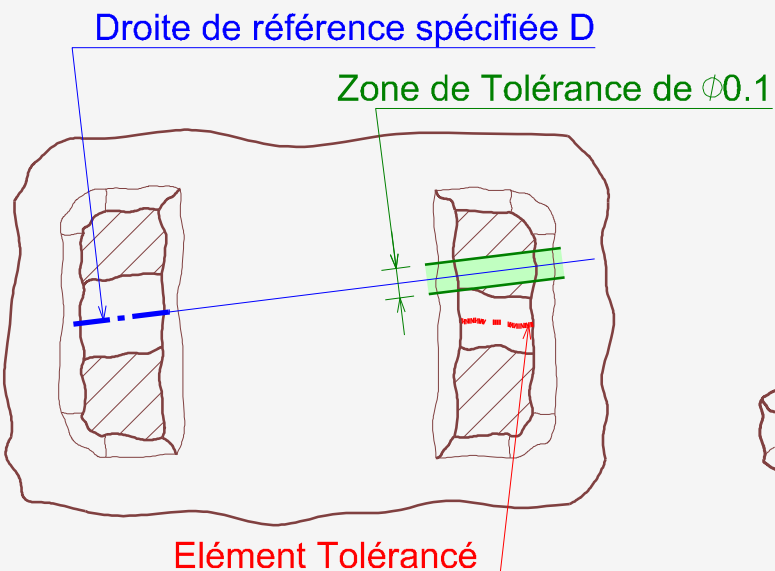 Droite de référence spécifiée D
Zone de Tolérance de ∅0.1
Elément Tolérancé